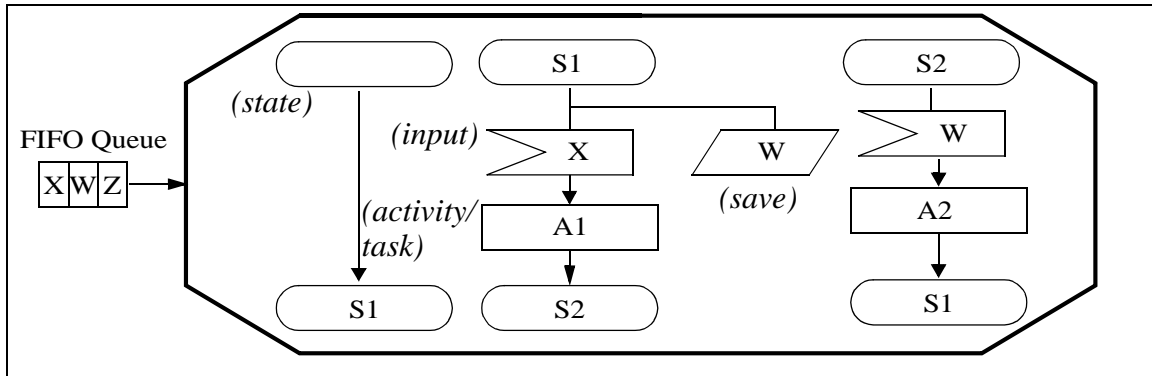 S1
S2
(state)
(input)
X
W
W
FIFO Queue
X W Z
(save)
(activity/
task)
A1
A2
S1
S2
S1